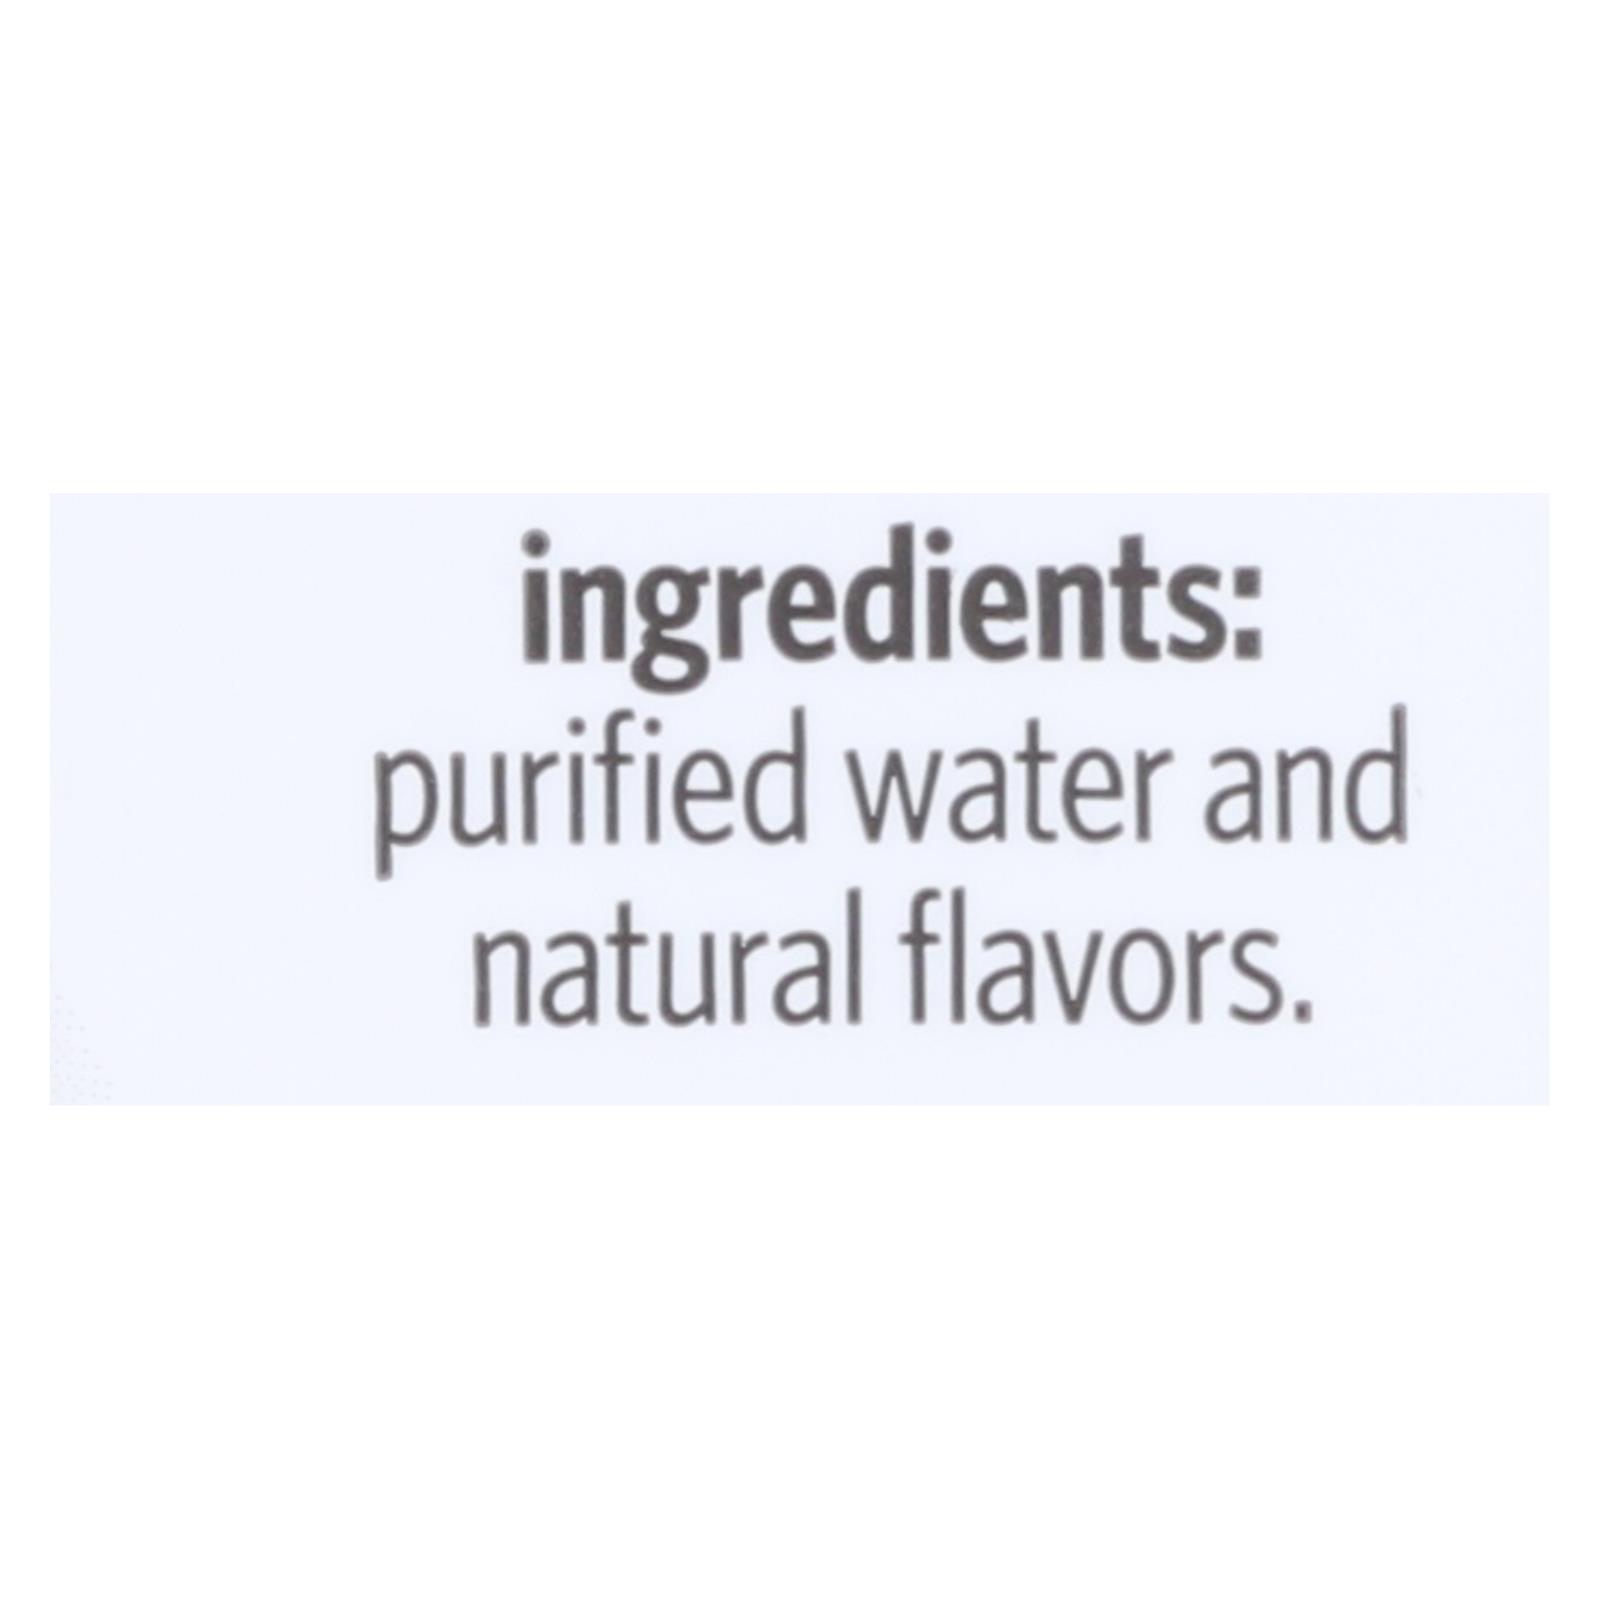 ingredients:
purified water and
natural flavors.